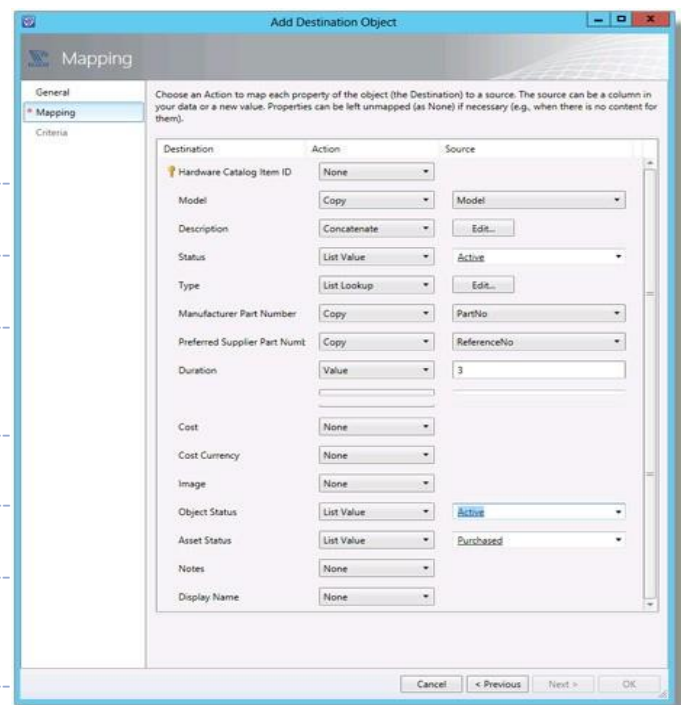 Add Destination Object
Mapping
General
Mapping
Criteria
Choose an Action to map each property of the object (the Destination) to a source. The source can be a column in
your data or a new value. Properties can be left unmapped (as None) if necessary (e.g., when there is no content for
them).
Destination Action Source
Hardware Catalog Item ID None
Model Copy Model
Description Concatenate Edit...
Status List Value Active
Type List Lookup Edit...
Manufacturer Part Number Copy PartNo
Preferred Supplier Part Numb Copy ReferenceNo
Duration Value 3
Cost None
Cost Currency None
Image None
Object Status List Value Active
Asset Status List Value Purchased
Notes None
Display Name None
Cancel < Previous Next > OK